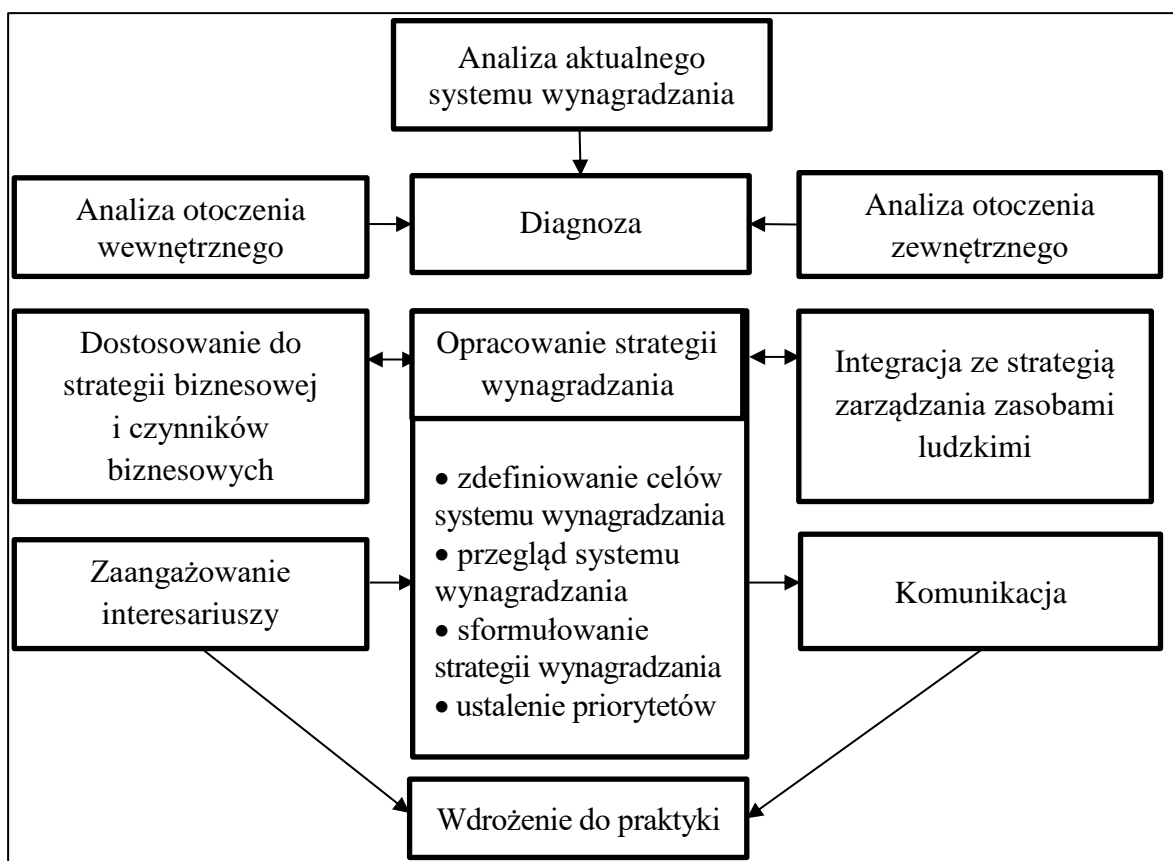 Analiza aktualnego
systemu wynagradzania
Analiza otoczenia
wewnętrznego
Diagnoza
Analiza otoczenia
zewnętrznego
Dostosowanie do
strategii biznesowej
i czynników
biznesowych
Opracowanie strategii
wynagradzania
Integracja ze strategią
zarządzania zasobami
ludzkimi
• zdefiniowanie celów
systemu wynagradzania
• przegląd systemu
wynagradzania
• sformułowanie
strategii wynagradzania
• ustalenie priorytetów
Zaangażowanie
interesariuszy
Komunikacja
Wdrożenie do praktyki